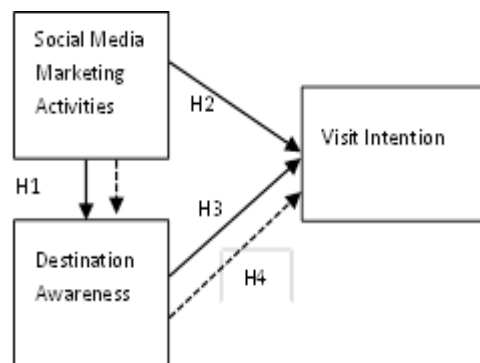 Social Media
Marketing
Activities
H2
Visit Intention
H1
H3
Destination
Awareness
H4